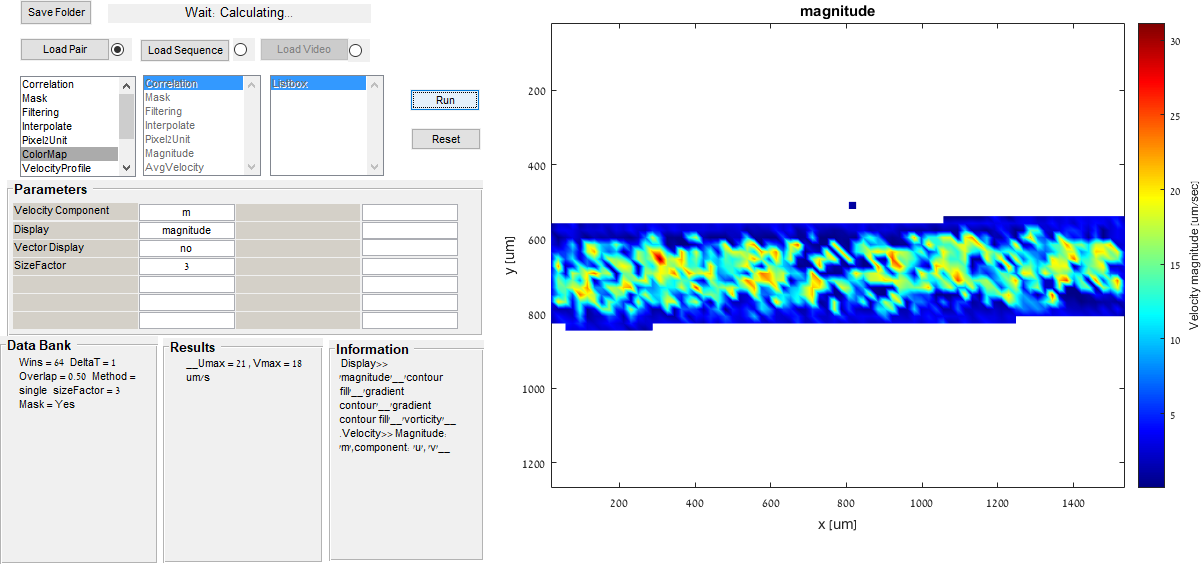 Save Folder
Wait: Calculating...
Load Pair
Load Sequence
Load Video
Correlation
Mask
Filtering
Interpolate
Pixel2Unit
ColorMap
VelocityProfile
Correlation
Mask
Filtering
Interpolate
Pixel2Unit
Magnitude
AvgVelocity
Listbox
Run
Reset
Parameters
Velocity Component m
Display magnitude
Vector Display no
SizeFactor 3
Data Bank
Wins = 64 DeltaT = 1
Overlap = 0.50 Method =
single sizeFactor = 3
Mask = Yes
Results
__Umax = 21 , Vmax = 18
um/s
Information
Display>>
'magnitude'__'contour
fill'__'gradient
contour'__'gradient
contour fill'__'vorticity'__
.Velocity>> Magnitude:
'm',component: 'u', 'v'__
magnitude
y [um]
200
400
600
800
1000
1200
200 400 600 800 1000 1200 1400
x [um]
30
25
20
15
10
5
Velocity magnitude [um/sec]